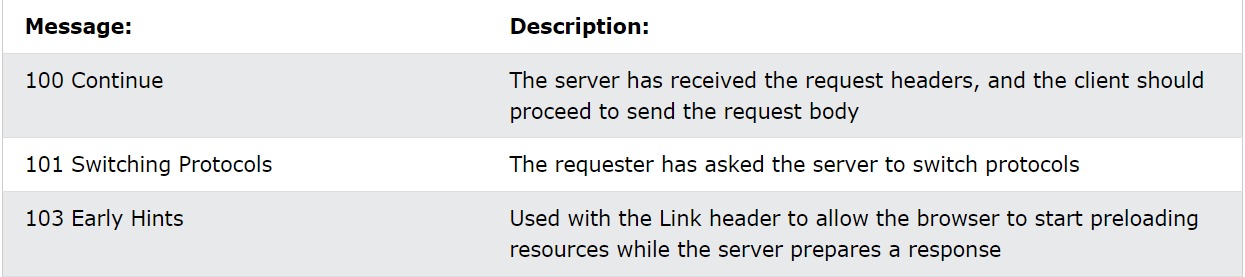 Message: Description:
100 Continue The server has received the request headers, and the client should
proceed to send the request body
101 Switching Protocols The requester has asked the server to switch protocols
103 Early Hints Used with the Link header to allow the browser to start preloading
resources while the server prepares a response